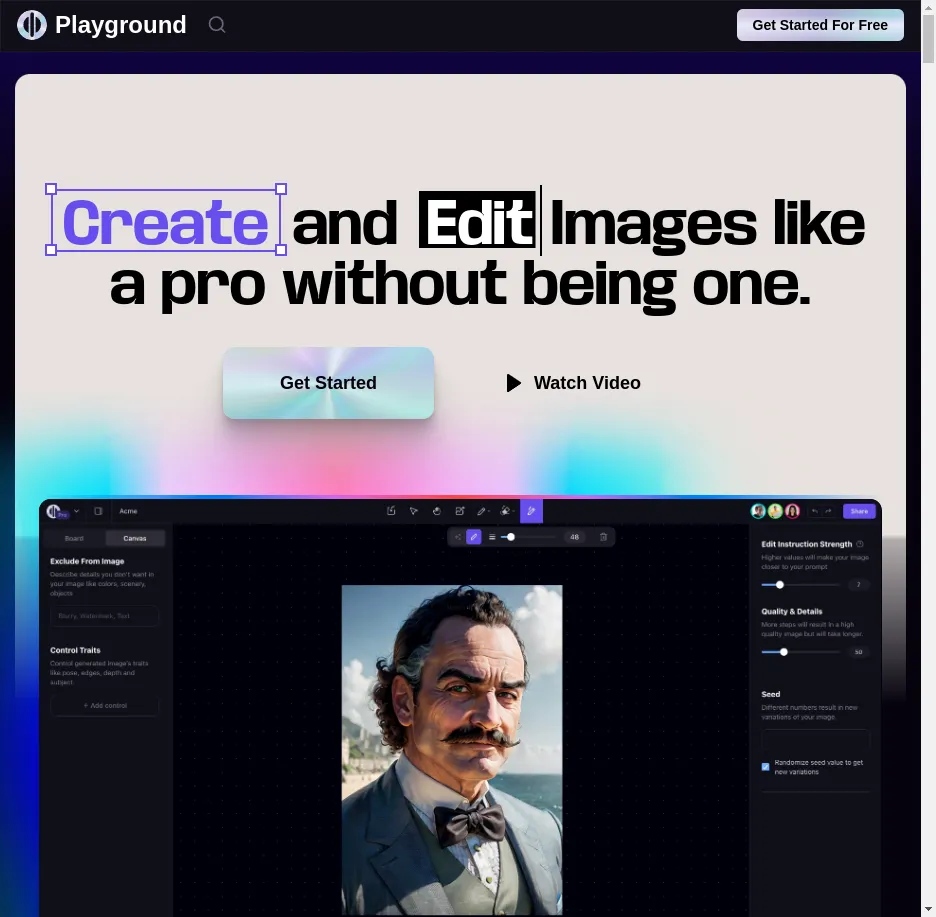 Playground
Get Started For Free
Create and Edit Images like
a pro without being one.
Get Started
Watch Video
Pro
Acme
Share
Board
Canvas
48
Exclude From Image
Describe details you don't want in
your image like colors, scenery,
objects
Blurry, Watermark, Text
Control Traits
Control generated image's traits
like pose, edges, depth and
subject
+ Add control
Edit Instruction Strength
Higher values will make your image
closer to your prompt
7
Quality & Details
More steps will result in a high
quality image but will take longer.
50
Seed
Different numbers result in new
variations of your image.
Randomize seed value to get
new variations